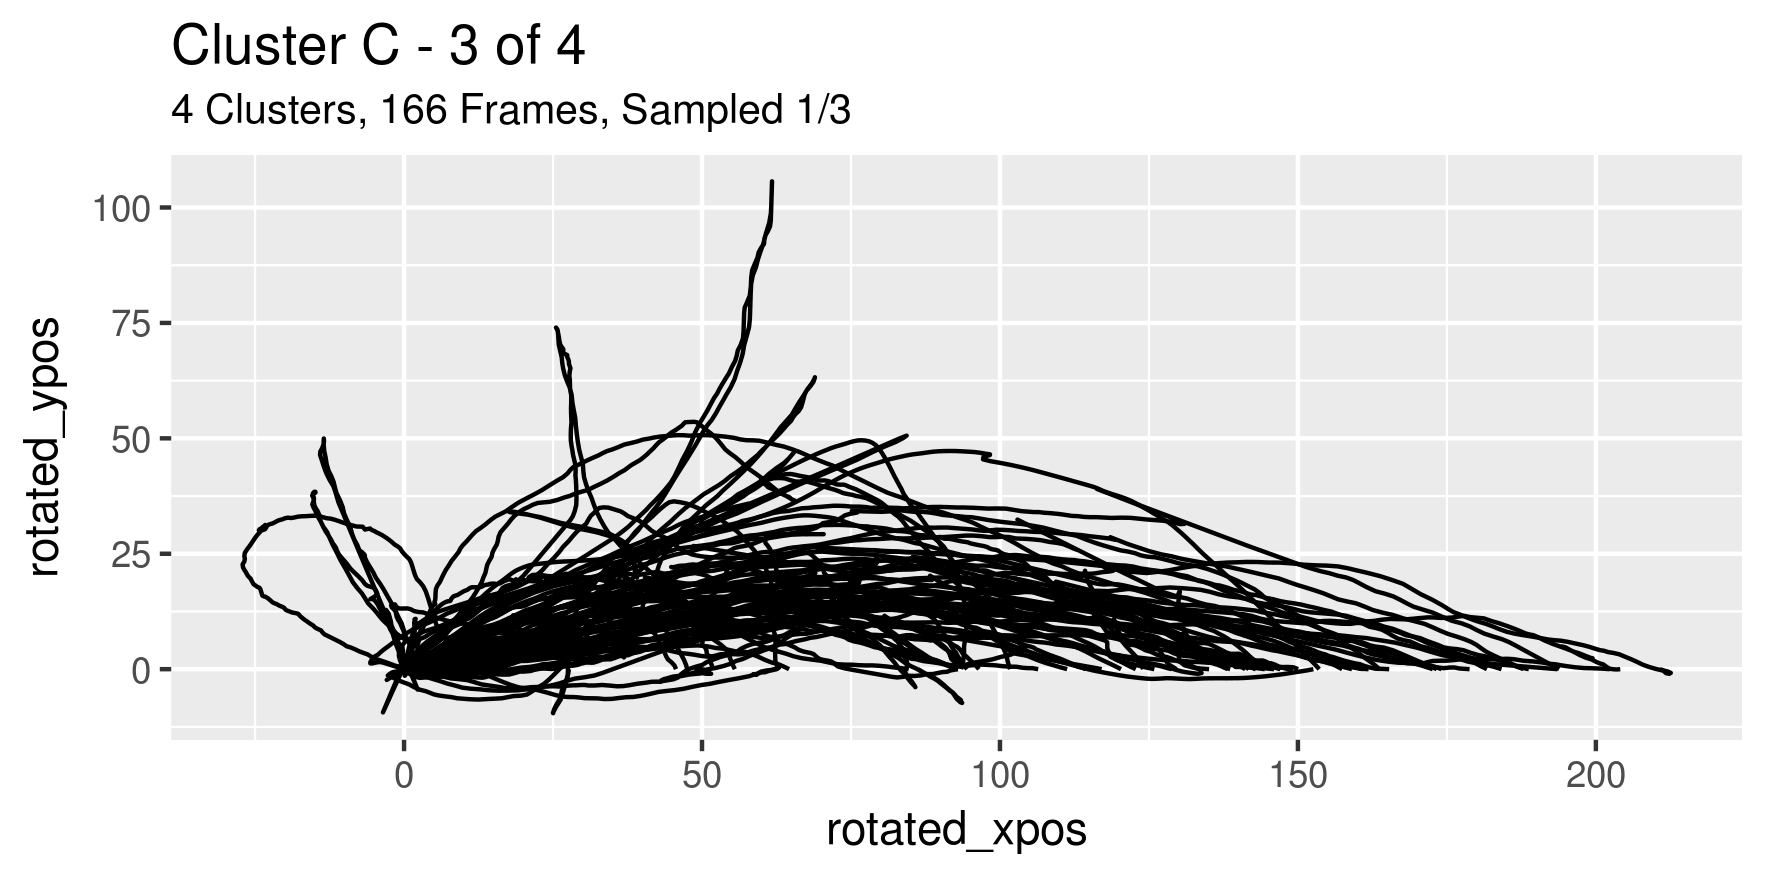 Cluster C - 3 of 4
4 Clusters, 166 Frames, Sampled 1/3
100
75
50
25
0
rotated_ypos
0 50 100 150 200
rotated_xpos